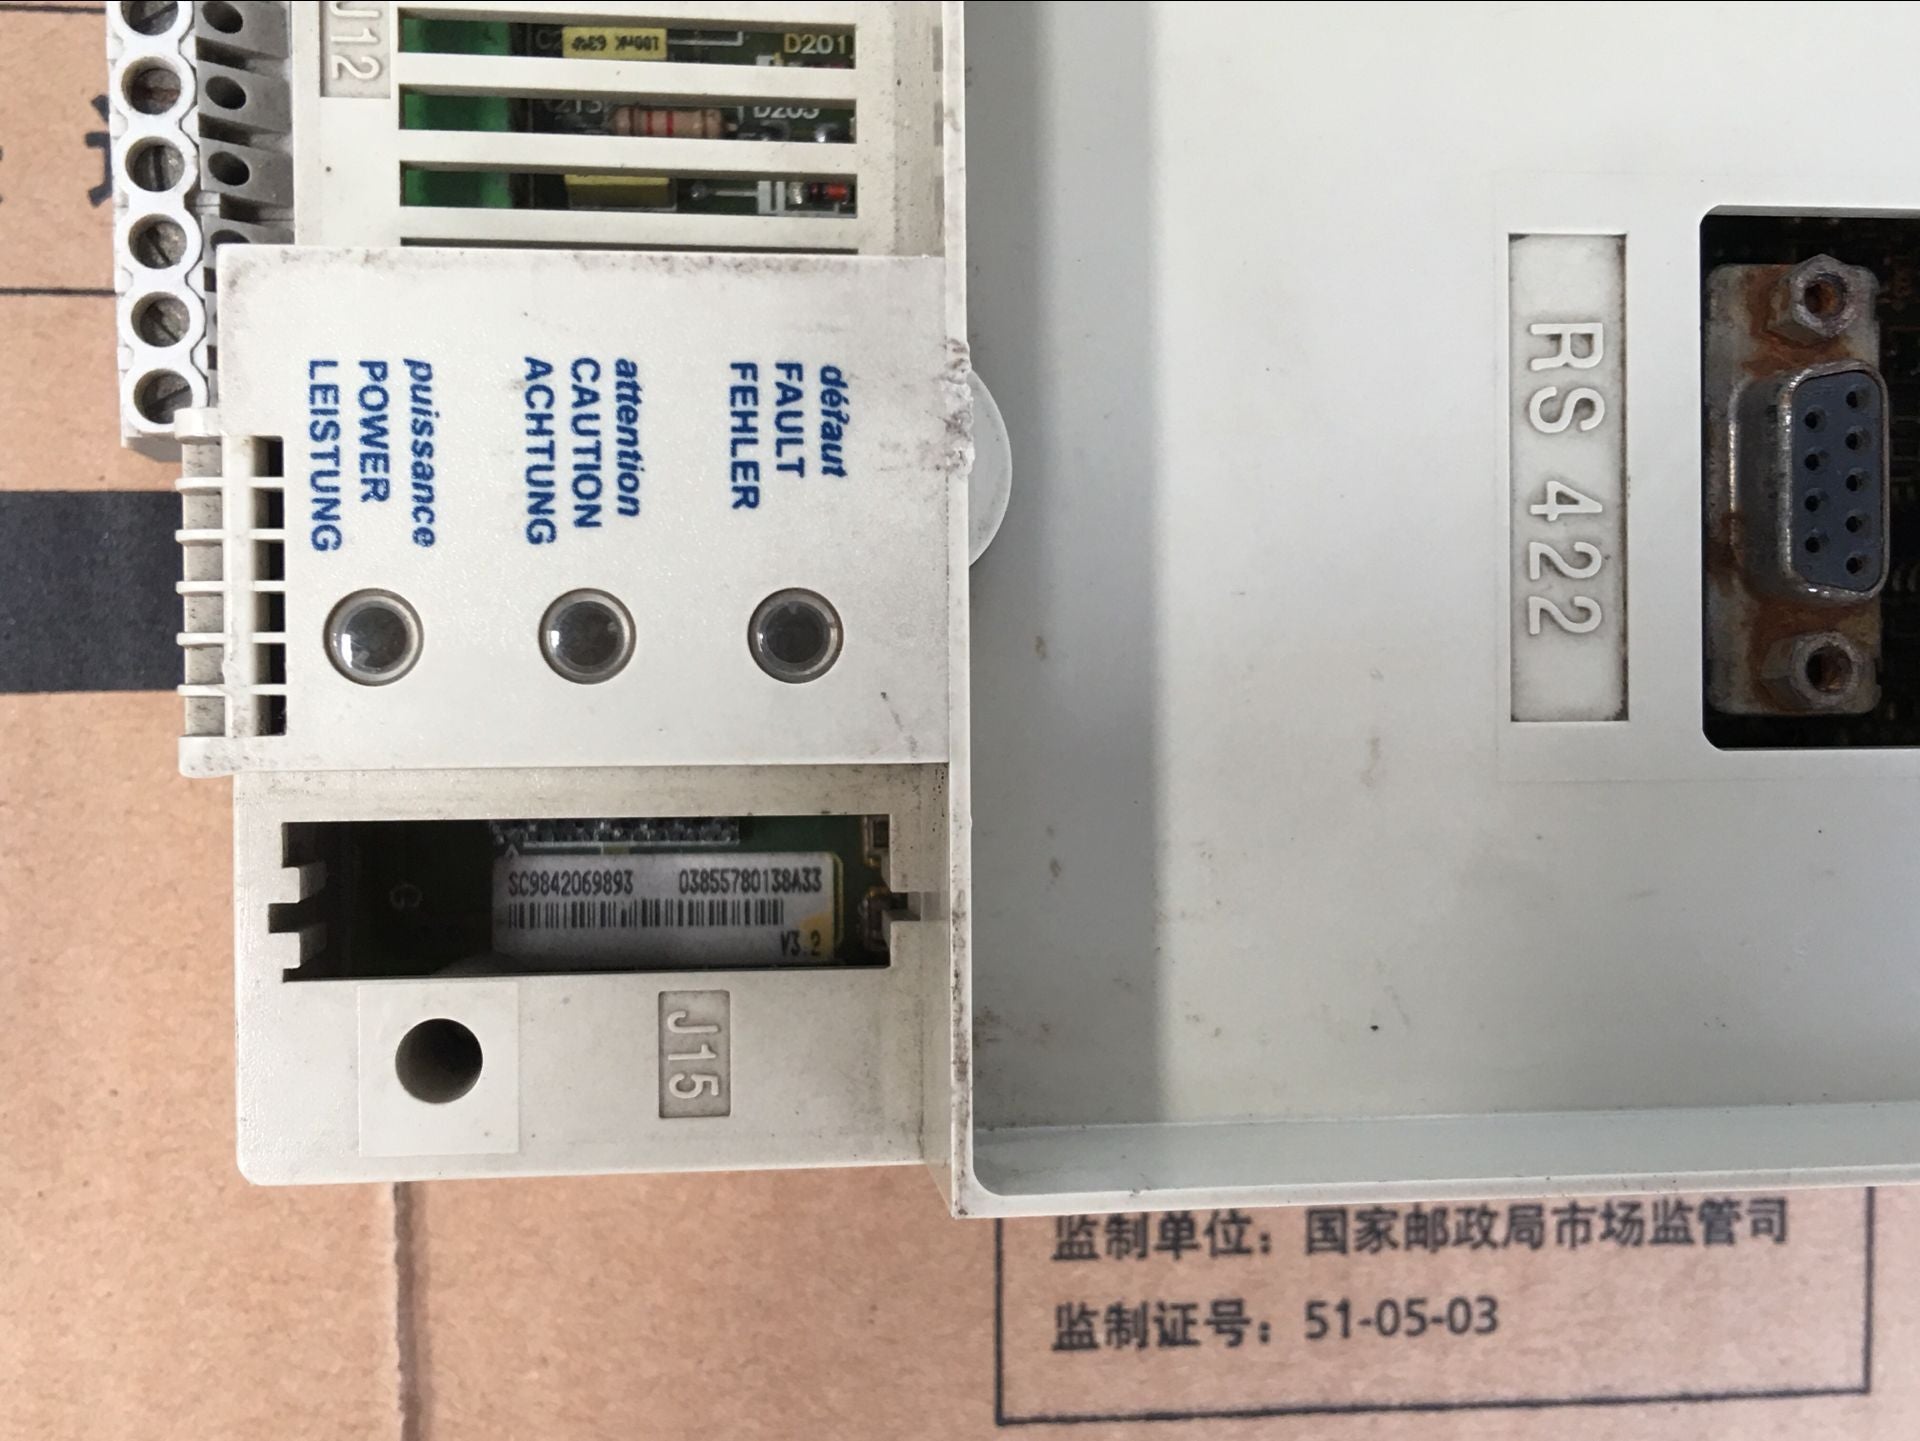 J12
100nK 63
D201
D203
puissance
POWER
LEISTUNG
attention
CAUTION
ACHTUNG
défaut
FAULT
FEHLER
RS 422
SC9842069893 03855780138A33
V3.2
J15
监制单位：国家邮政局市场监管司
监制证号：51-05-03